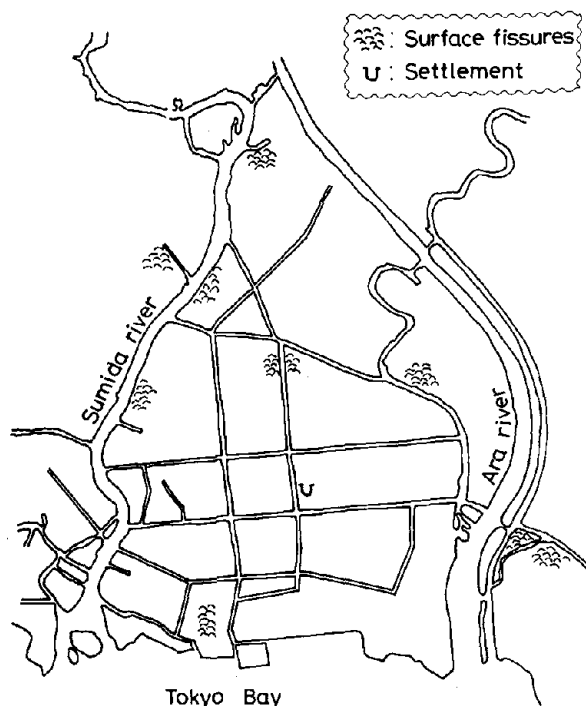 : Surface fissures
: Settlement
Sumida river
Ara river
Tokyo Bay